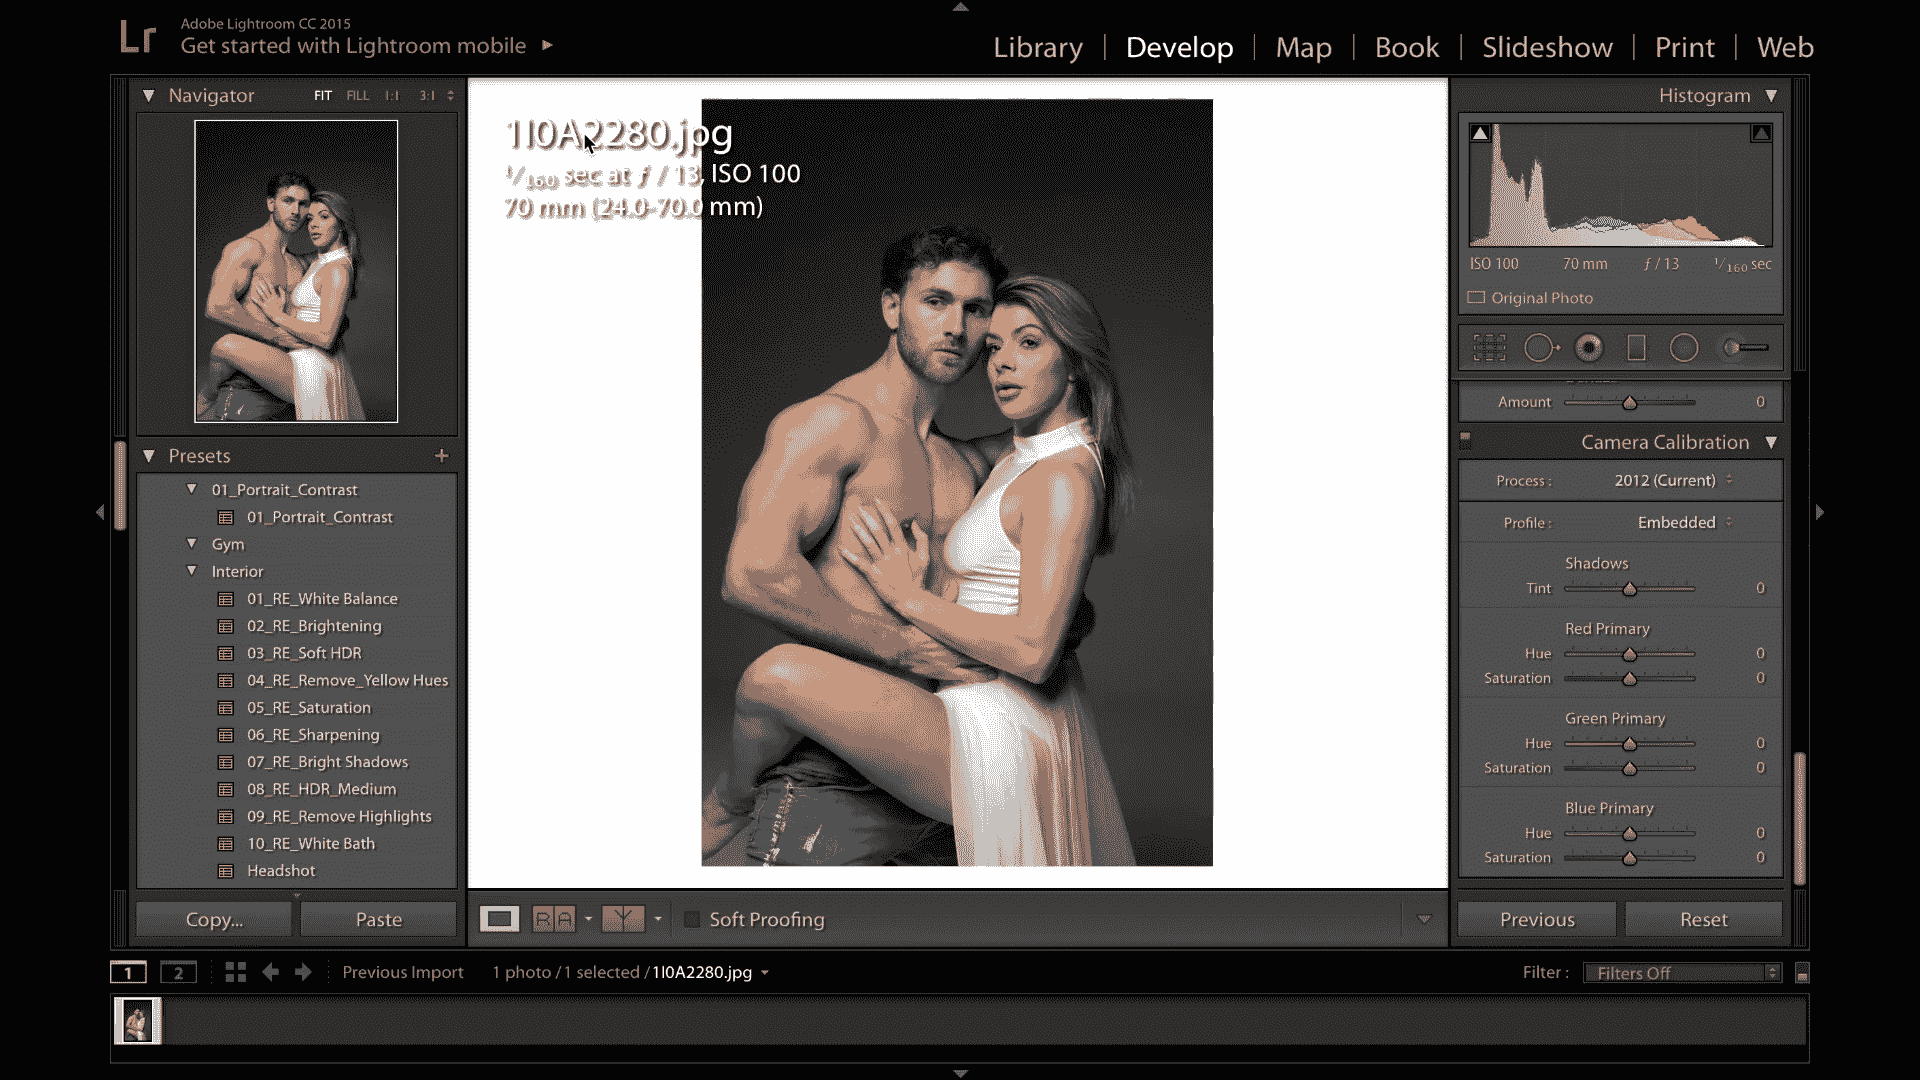 Lr
Adobe Lightroom CC 2015
Get started with Lightroom mobile
Library | Develop | Map | Book | Slideshow | Print | Web
Navigator FIT FILL 1:1 3:1
Presets +
01_Portrait_Contrast
01_Portrait_Contrast
Gym
Interior
01_RE_White Balance
02_RE_Brightening
03_RE_Soft HDR
04_RE_Remove_Yellow Hues
05_RE_Saturation
06_RE_Sharpening
07_RE_Bright Shadows
08_RE_HDR_Medium
09_RE_Remove Highlights
10_RE_White Bath
Headshot
Copy... Paste
1I0A2280.jpg
1/160 sec at ƒ / 13, ISO 100
70 mm (24.0-70.0 mm)
R A Y Y Soft Proofing
Histogram
ISO 100 70 mm ƒ / 13 1/160 sec
Original Photo
Amount 0
Camera Calibration
Process : 2012 (Current)
Profile : Embedded
Shadows
Tint 0
Red Primary
Hue 0
Saturation 0
Green Primary
Hue 0
Saturation 0
Blue Primary
Hue 0
Saturation 0
Previous Reset
1 2 Previous Import 1 photo / 1 selected / 1I0A2280.jpg
Filter : Filters Off